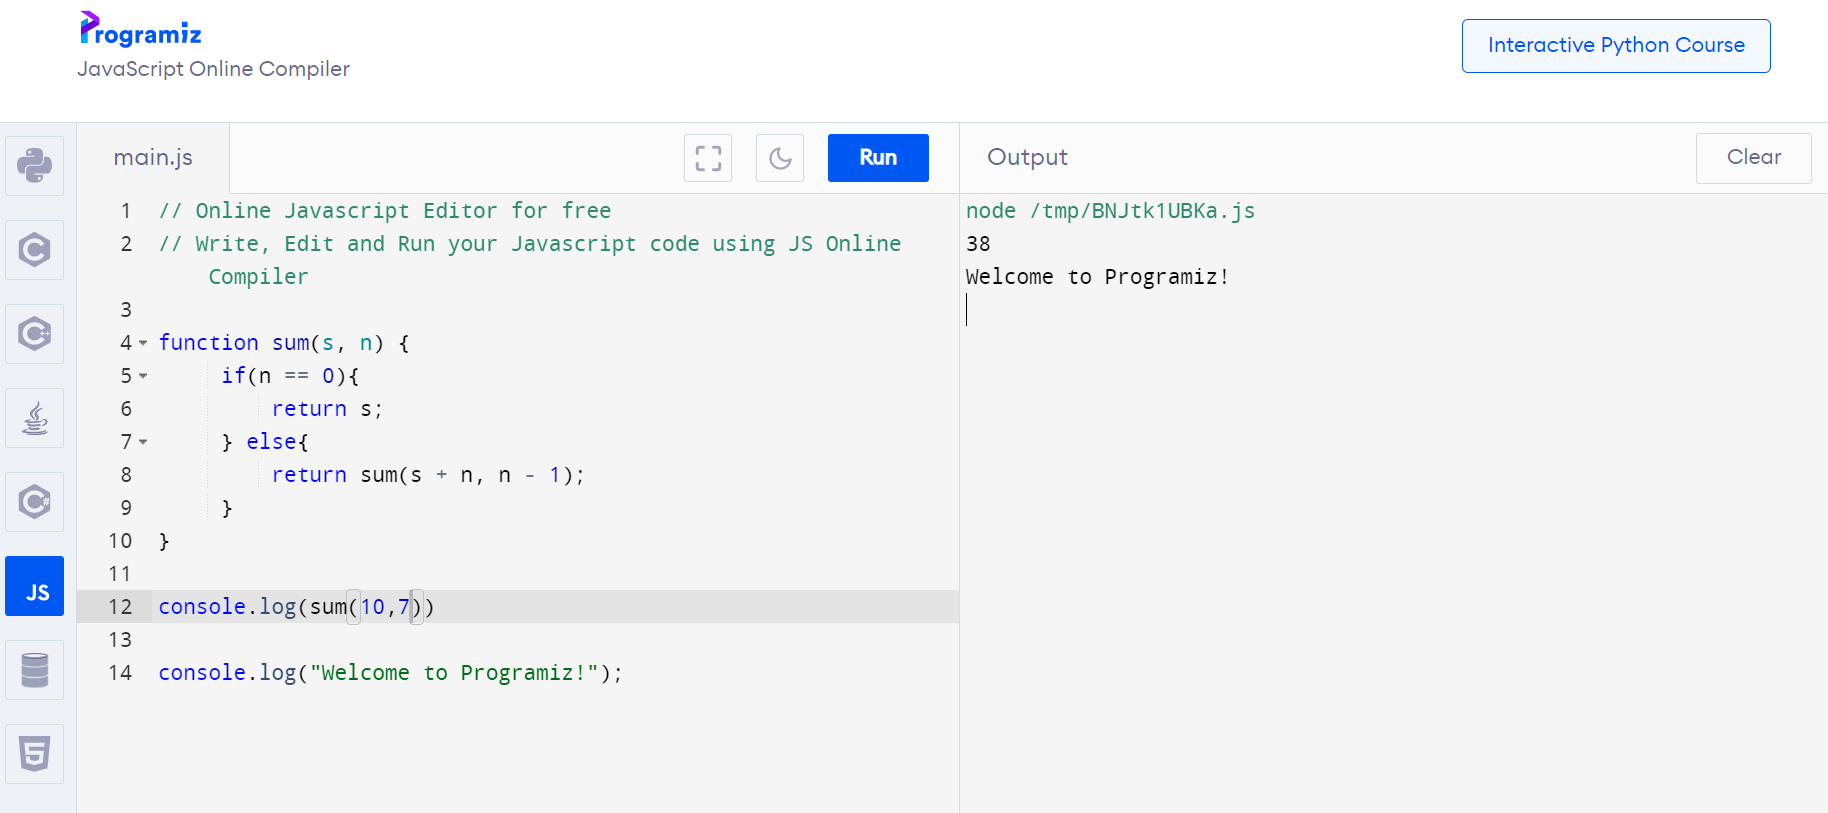 Programiz
JavaScript Online Compiler
Interactive Python Course
main.js
Run
Output
Clear
1 // Online Javascript Editor for free
2 // Write, Edit and Run your Javascript code using JS Online
Compiler
3
4 function sum(s, n) {
5 if(n == 0){
6 return s;
7 } else{
8 return sum(s + n, n - 1);
9 }
10 }
11
12 console.log(sum(10,7))
13
14 console.log("Welcome to Programiz!");
node /tmp/BNJtk1UBKa.js
38
Welcome to Programiz!
C
C++
C#
JS
5